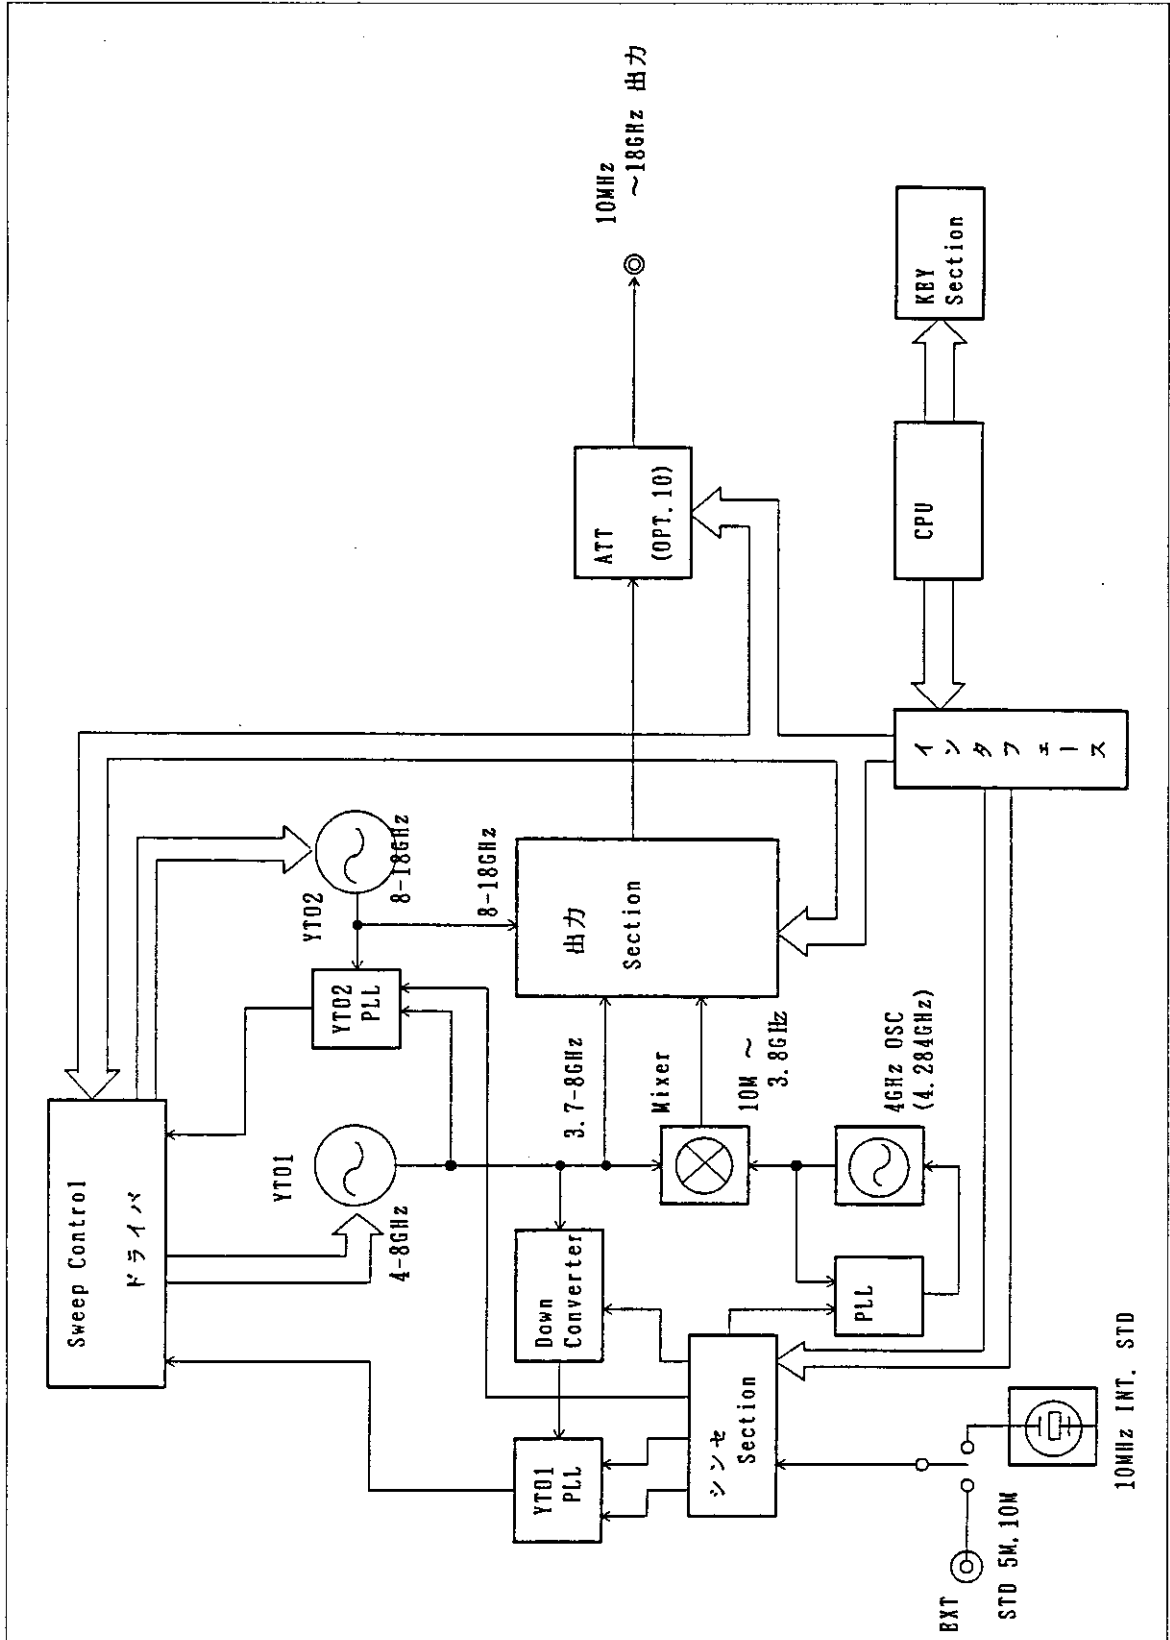 Sweep Control
ドライバ
YTO1
4-8GHz
YTO2
8-18GHz
YTO1
PLL
Down
Converter
YTO2
PLL
3.7-8GHz
8-18GHz
シンセ
Section
Mixer
10M ～
3.8GHz
出力
Section
ATT
(OPT.10)
10MHz
～18GHz 出力
PLL
4GHz OSC
(4.284GHz)
インタフェース
CPU
KEY
Section
EXT
STD 5M,10M
10MHz INT. STD